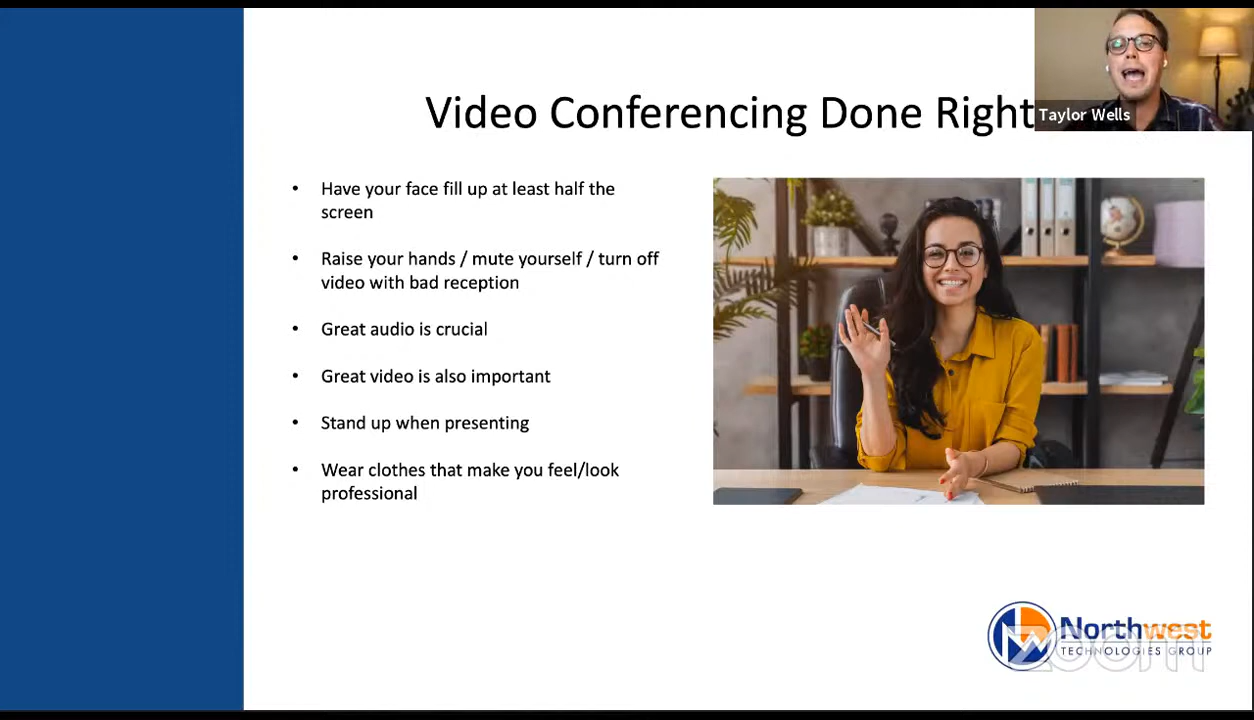 Video Conferencing Done Right
Taylor Wells
• Have your face fill up at least half the
screen
• Raise your hands / mute yourself / turn off
video with bad reception
• Great audio is crucial
• Great video is also important
• Stand up when presenting
• Wear clothes that make you feel/look
professional
Northwest
TECHNOLOGIES GROUP
zoom